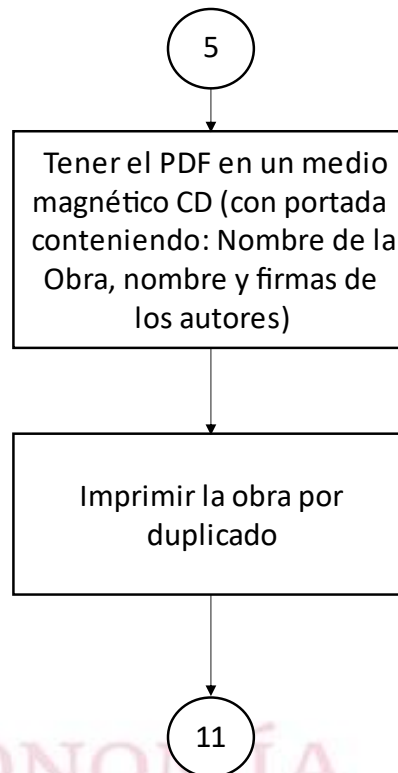 5
Tener el PDF en un medio
magnético CD (con portada
conteniendo: Nombre de la
Obra, nombre y firmas de
los autores)
Imprimir la obra por
duplicado
11
ONOMÍA